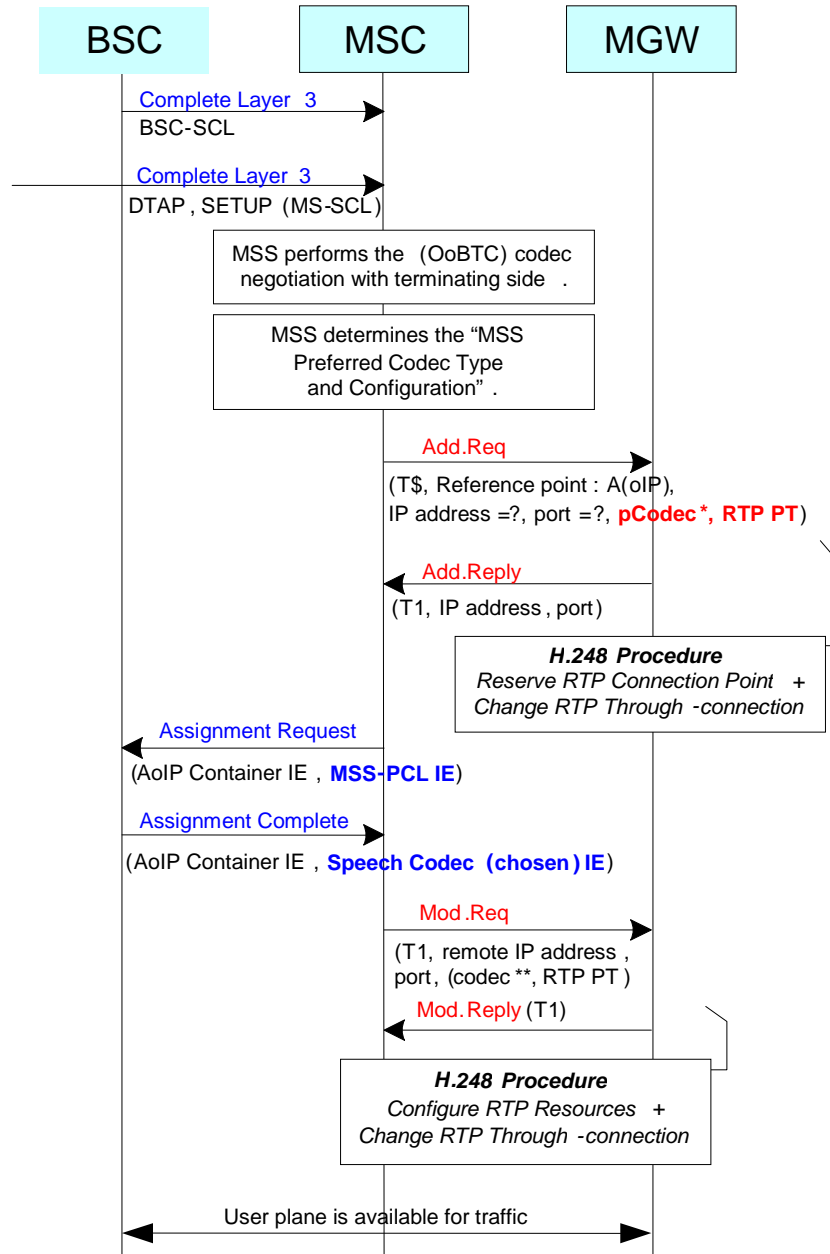 BSC
MSC
MGW
Complete Layer 3
BSC-SCL
Complete Layer 3
DTAP, SETUP (MS-SCL)
MSS performs the (OoBTC) codec
negotiation with terminating side .
MSS determines the “MSS
Preferred Codec Type
and Configuration” .
Add.Req
(T$, Reference point : A(oIP),
IP address =?, port =?, pCodec*, RTP PT)
Add.Reply
(T1, IP address , port)
H.248 Procedure
Reserve RTP Connection Point +
Change RTP Through -connection
Assignment Request
(AoIP Container IE , MSS-PCL IE)
Assignment Complete
(AoIP Container IE , Speech Codec (chosen) IE)
Mod.Req
(T1, remote IP address ,
port, (codec **, RTP PT )
Mod.Reply (T1)
H.248 Procedure
Configure RTP Resources +
Change RTP Through -connection
User plane is available for traffic